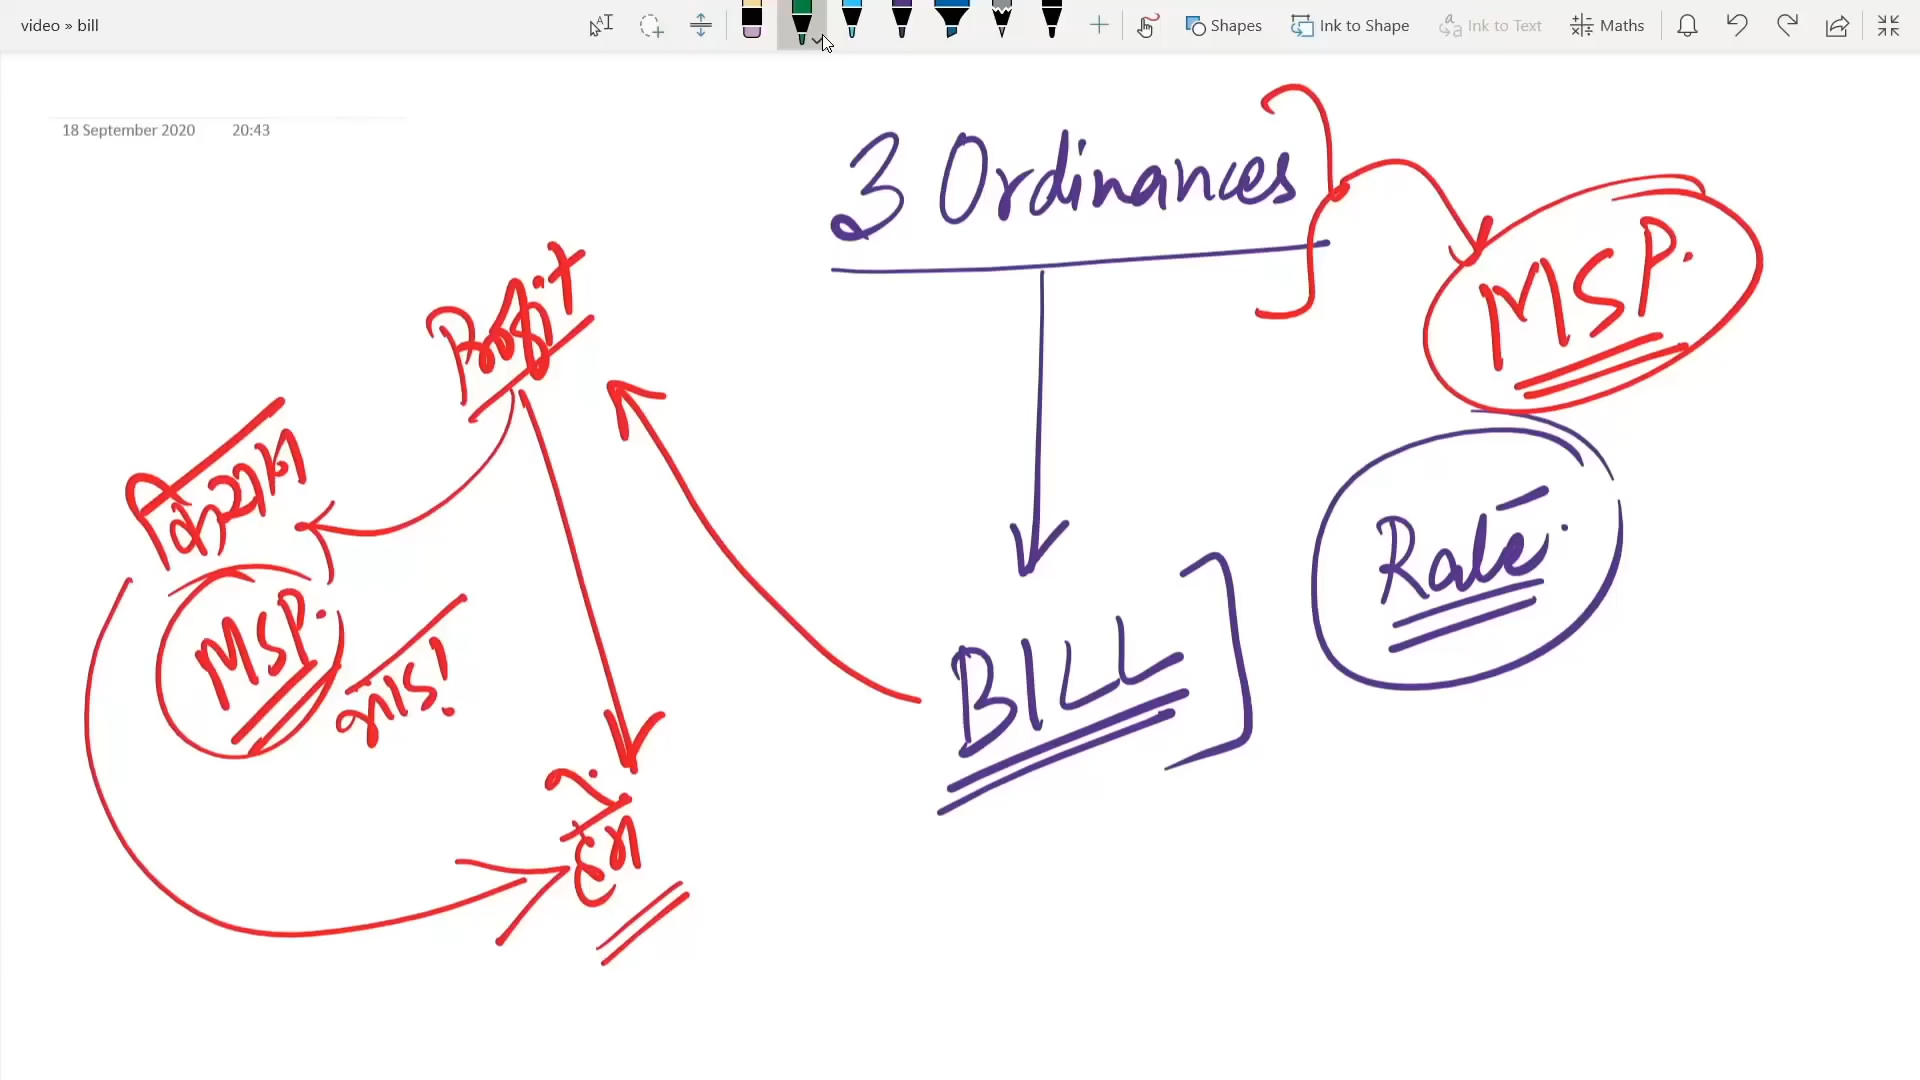 video » bill
Shapes
Ink to Shape
Ink to Text
Maths
18 September 2020 20:43
3 Ordinances
MSP.
Profit
Rate.
किसान
MSP.
BILL